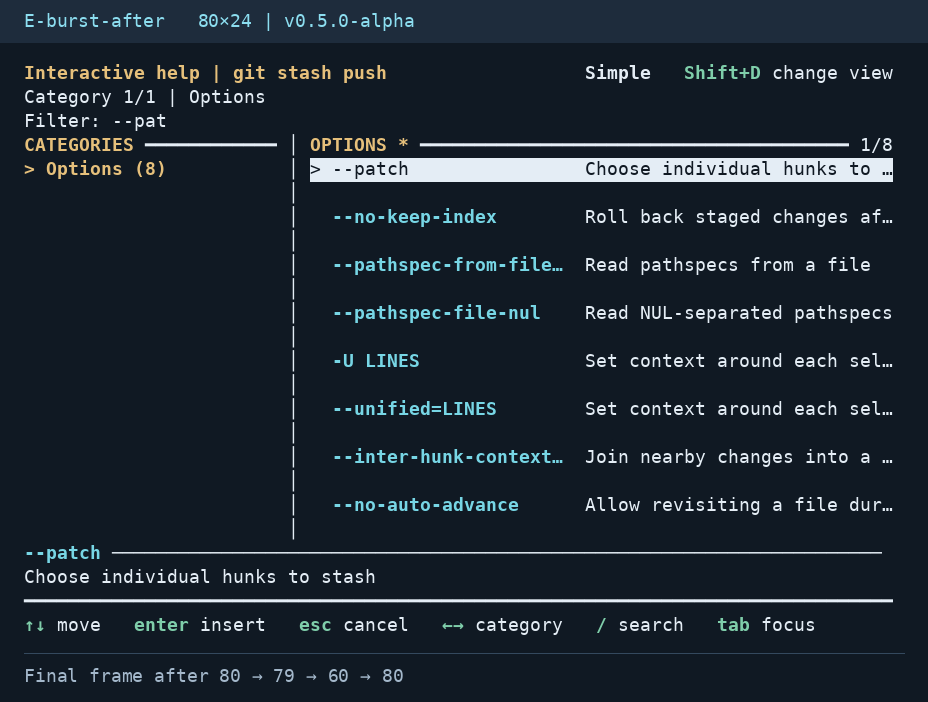 E-burst-after   80×24 | v0.5.0-alpha
Interactive help | git stash push                  Simple   Shift+D change view
Category 1/1 | Options
Filter: --pat
CATEGORIES ──────────── │ OPTIONS * ─────────────────────────────────────── 1/8
> Options (8)           │ > --patch                Choose individual hunks to …
│   --no-keep-index        Roll back staged changes af…
│   --pathspec-from-file…  Read pathspecs from a file
│   --pathspec-file-nul    Read NUL-separated pathspecs
│   -U LINES               Set context around each sel…
│   --unified=LINES        Set context around each sel…
│   --inter-hunk-context…  Join nearby changes into a …
│   --no-auto-advance      Allow revisiting a file dur…
--patch ──────────────────────────────────────────────────────────────────────
Choose individual hunks to stash
↑↓ move   enter insert   esc cancel   ←→ category   / search   tab focus
Final frame after 80 → 79 → 60 → 80